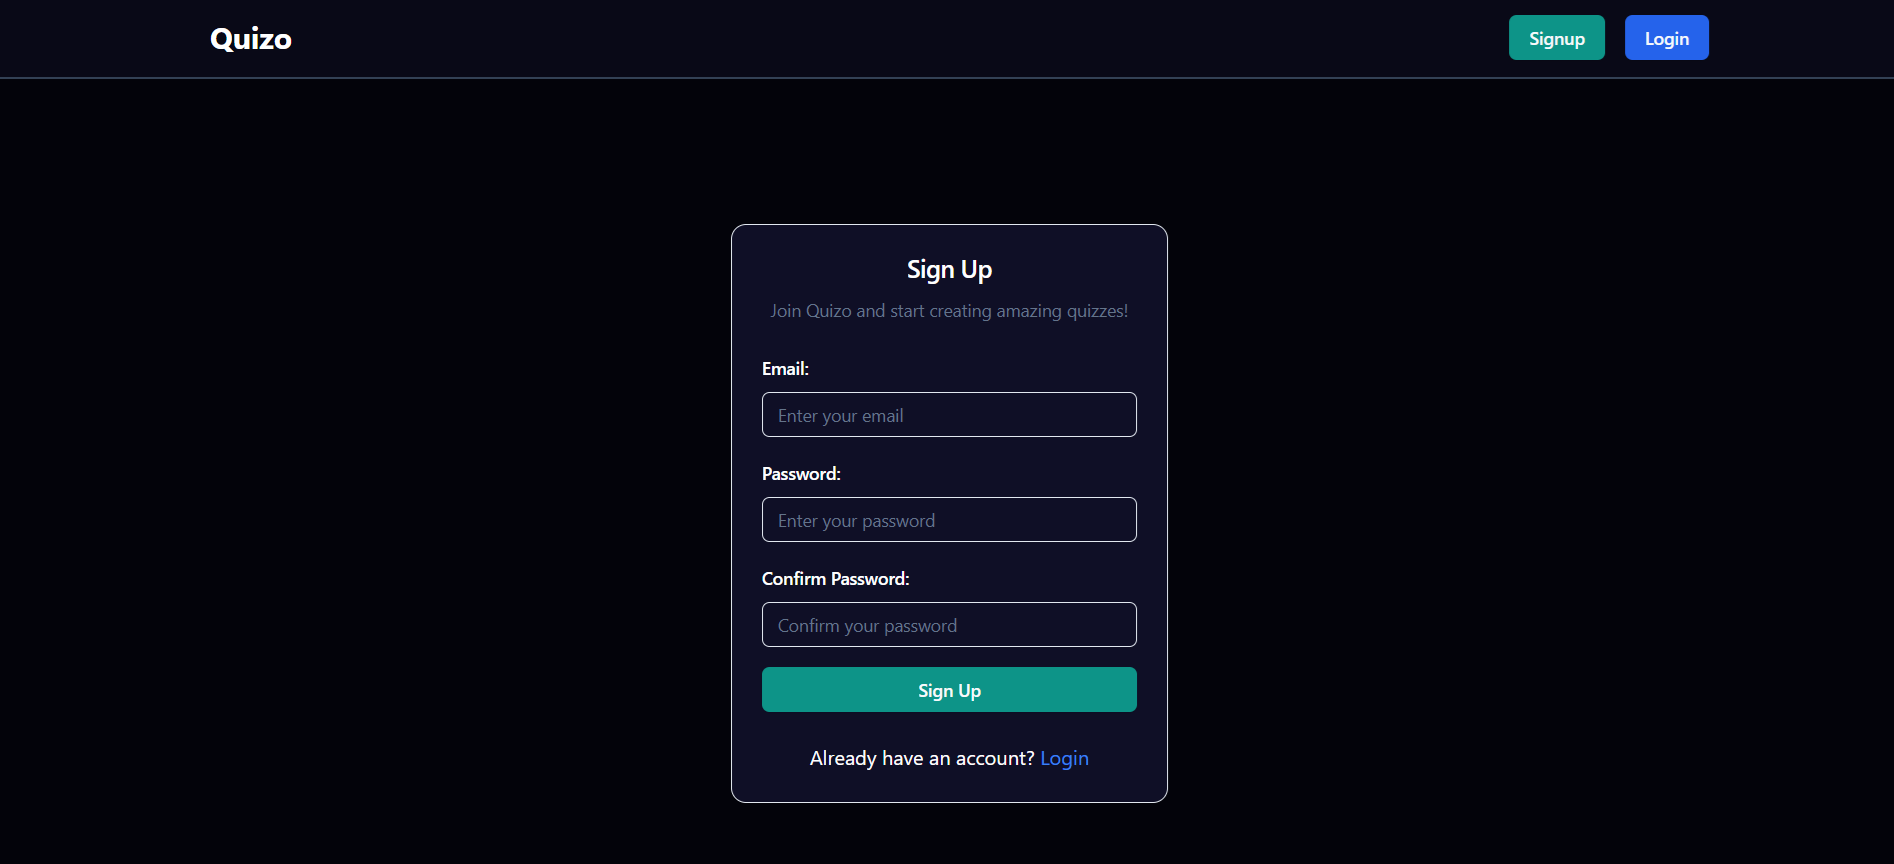 Quizo
Signup
Login
Sign Up
Join Quizo and start creating amazing quizzes!
Email:
Enter your email
Password:
Enter your password
Confirm Password:
Confirm your password
Sign Up
Already have an account? Login